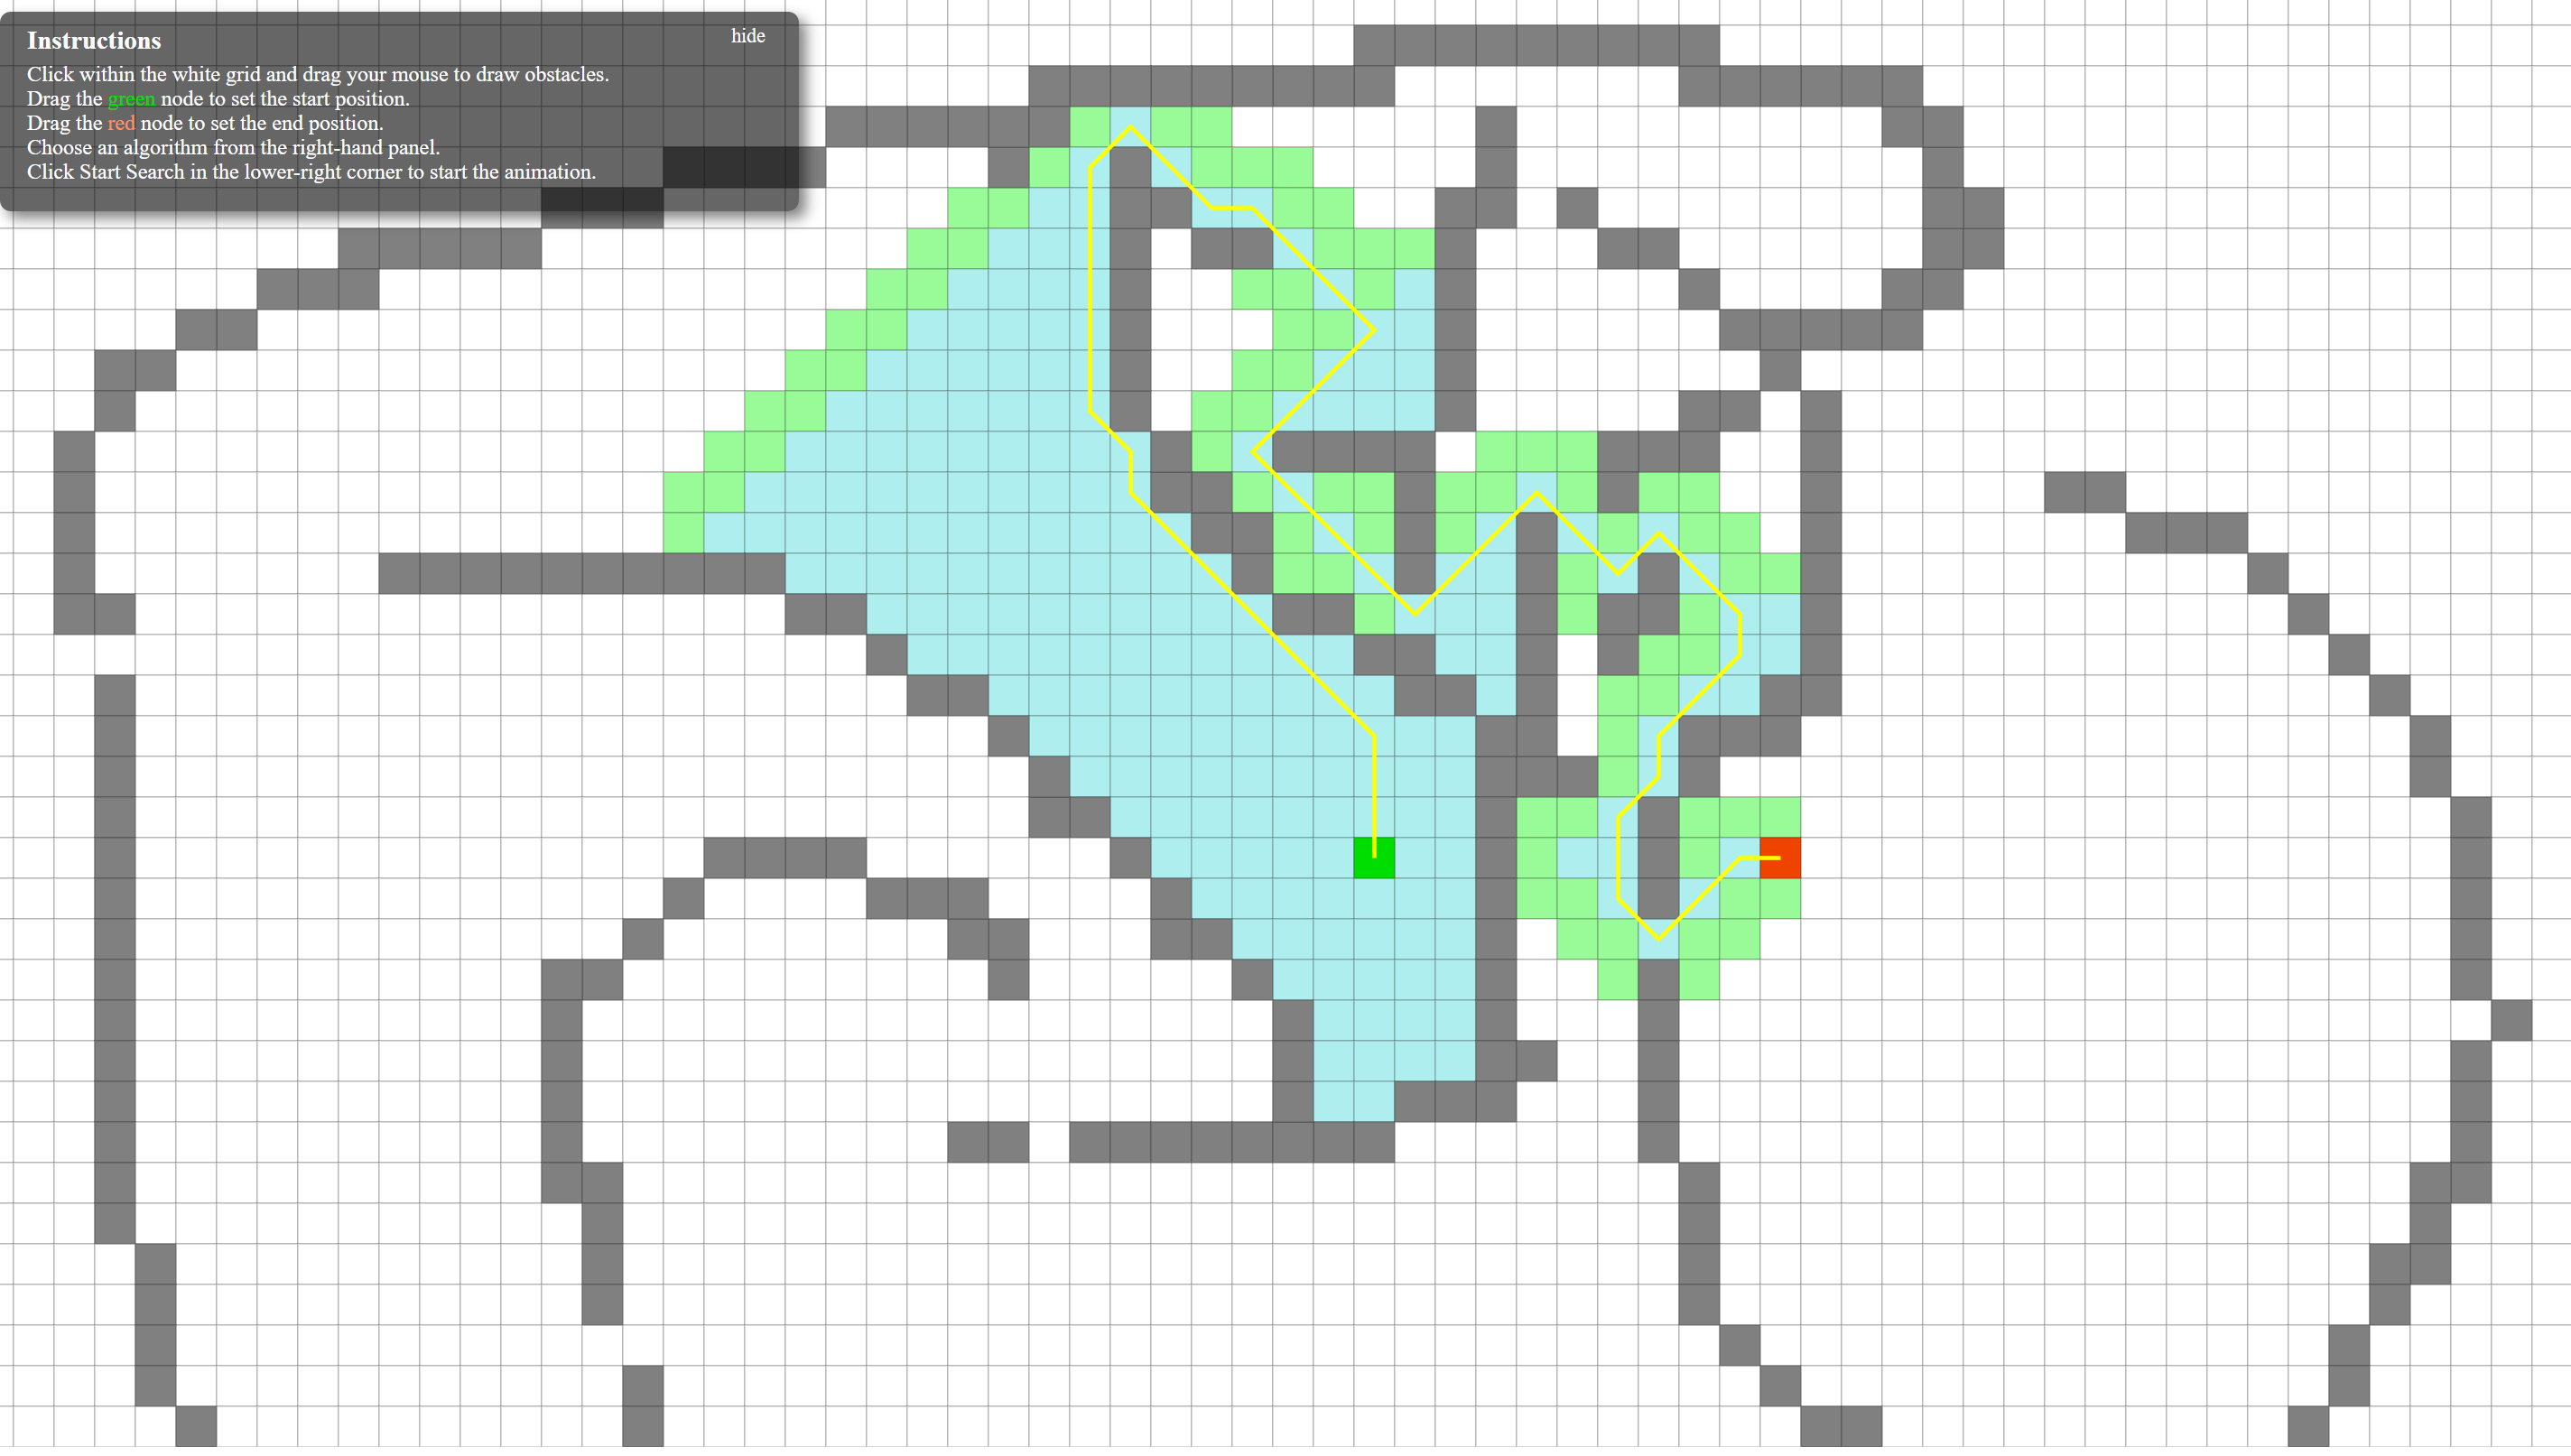 Instructions
hide
Click within the white grid and drag your mouse to draw obstacles.
Drag the green node to set the start position.
Drag the red node to set the end position.
Choose an algorithm from the right-hand panel.
Click Start Search in the lower-right corner to start the animation.